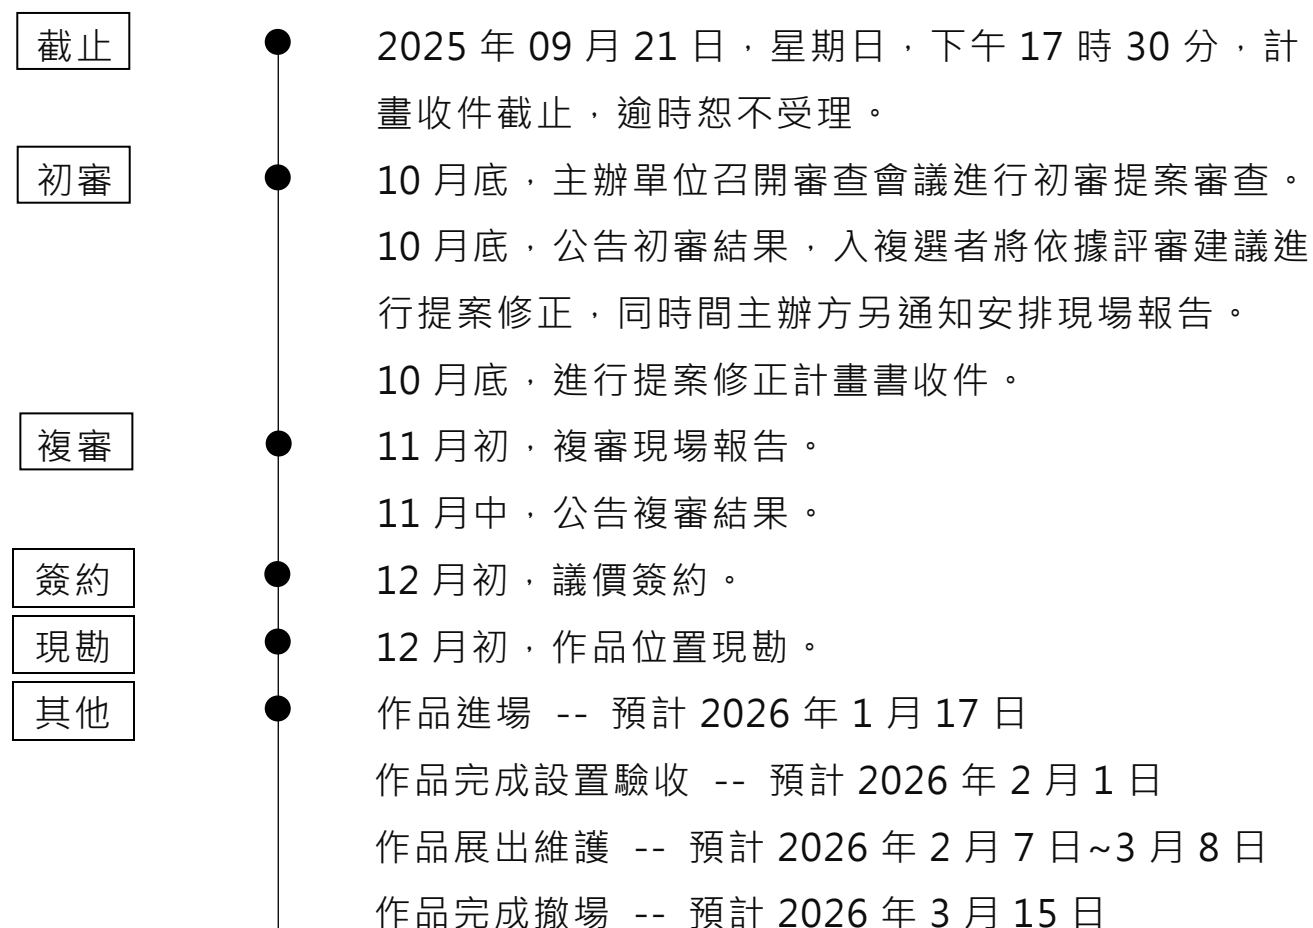 截止 2025 年 09 月 21 日，星期日，下午 17 時 30 分，計
畫收件截止，逾時恕不受理。
初審 10 月底，主辦單位召開審查會議進行初審提案審查。
10 月底，公告初審結果，入複選者將依據評審建議進
行提案修正，同時間主辦方另通知安排現場報告。
10 月底，進行提案修正計畫書收件。
複審 11 月初，複審現場報告。
11 月中，公告複審結果。
簽約 12 月初，議價簽約。
現勘 12 月初，作品位置現勘。
其他 作品進場 -- 預計 2026 年 1 月 17 日
作品完成設置驗收 -- 預計 2026 年 2 月 1 日
作品展出維護 -- 預計 2026 年 2 月 7 日~3 月 8 日
作品完成撤場 -- 預計 2026 年 3 月 15 日